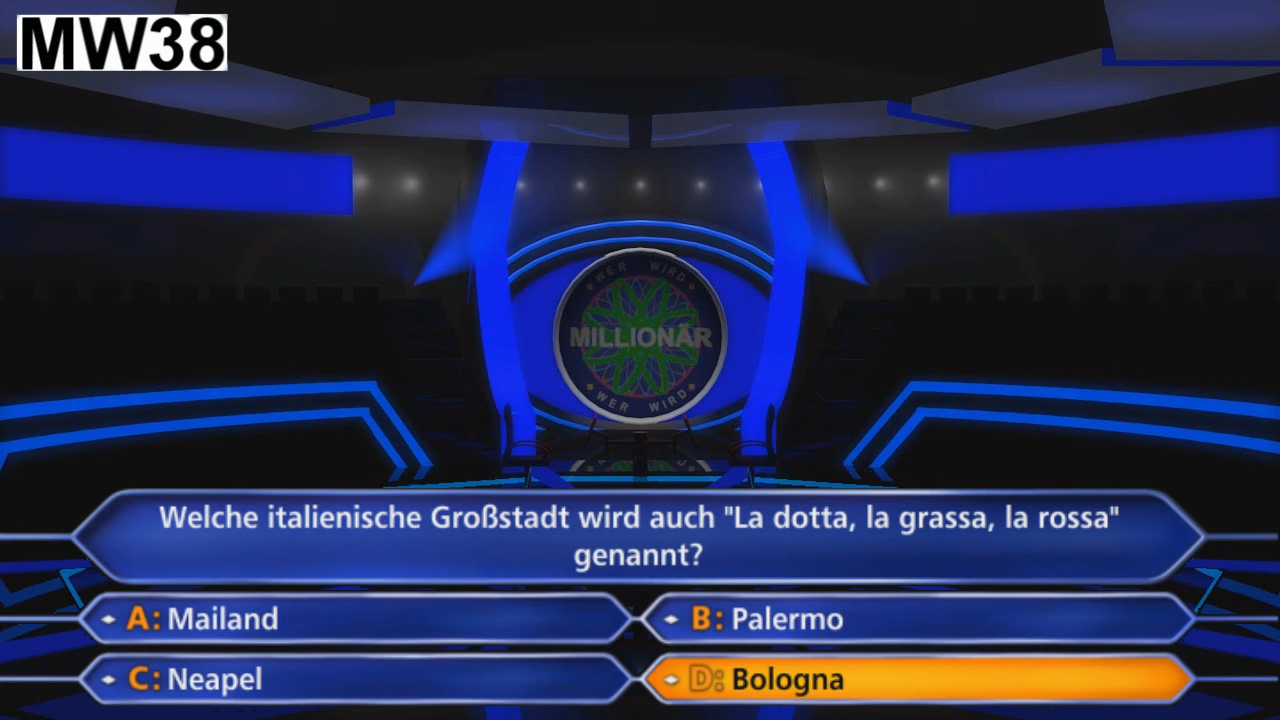 MW38
WER WIRD
MILLIONÄR
WER WIRD
Welche italienische Großstadt wird auch "La dotta, la grassa, la rossa"
genannt?
A: Mailand
B: Palermo
C: Neapel
D: Bologna